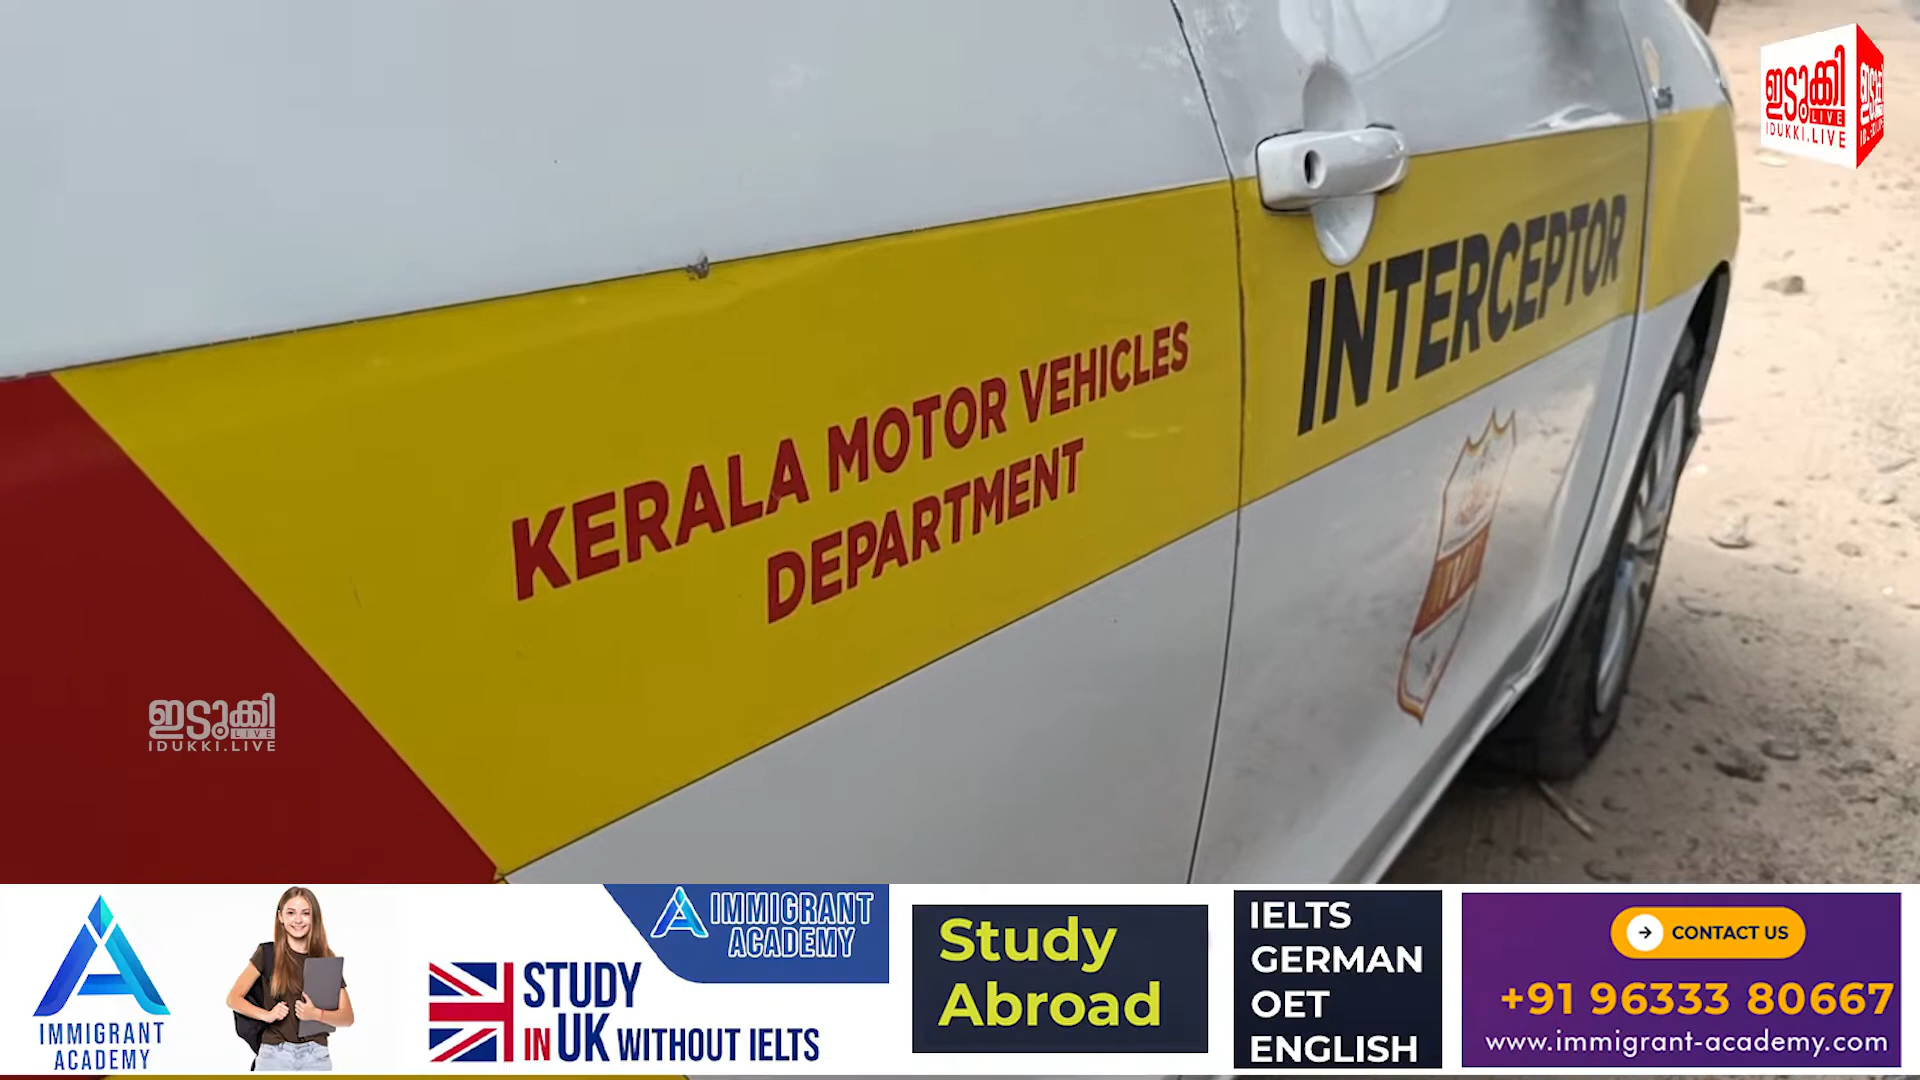 ഇടുക്കി
LIVE
IDUKKI.LIVE
INTERCEPTOR
KERALA MOTOR VEHICLES
DEPARTMENT
ഇടുക്കി
LIVE
IDUKKI.LIVE
IMMIGRANT
ACADEMY
IMMIGRANT
ACADEMY
STUDY
IN UK WITHOUT IELTS
Study
Abroad
IELTS
GERMAN
OET
ENGLISH
CONTACT US
+91 96333 80667
www.immigrant-academy.com